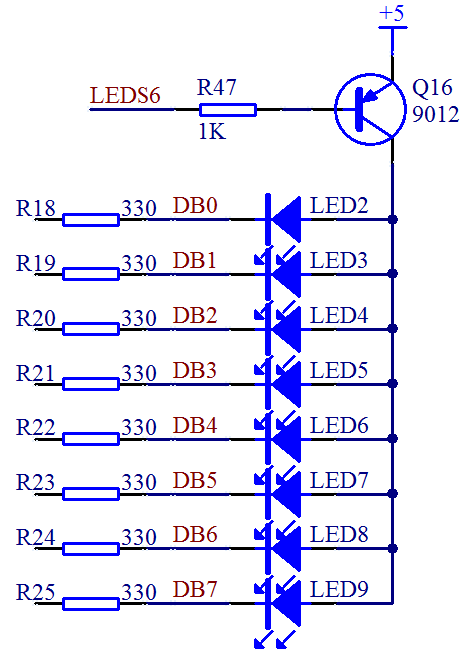 +5
R47
Q16
LEDS6
1K
9012
R18 330 DB0 LED2
R19 330 DB1 LED3
R20 330 DB2 LED4
R21 330 DB3 LED5
R22 330 DB4 LED6
R23 330 DB5 LED7
R24 330 DB6 LED8
R25 330 DB7 LED9